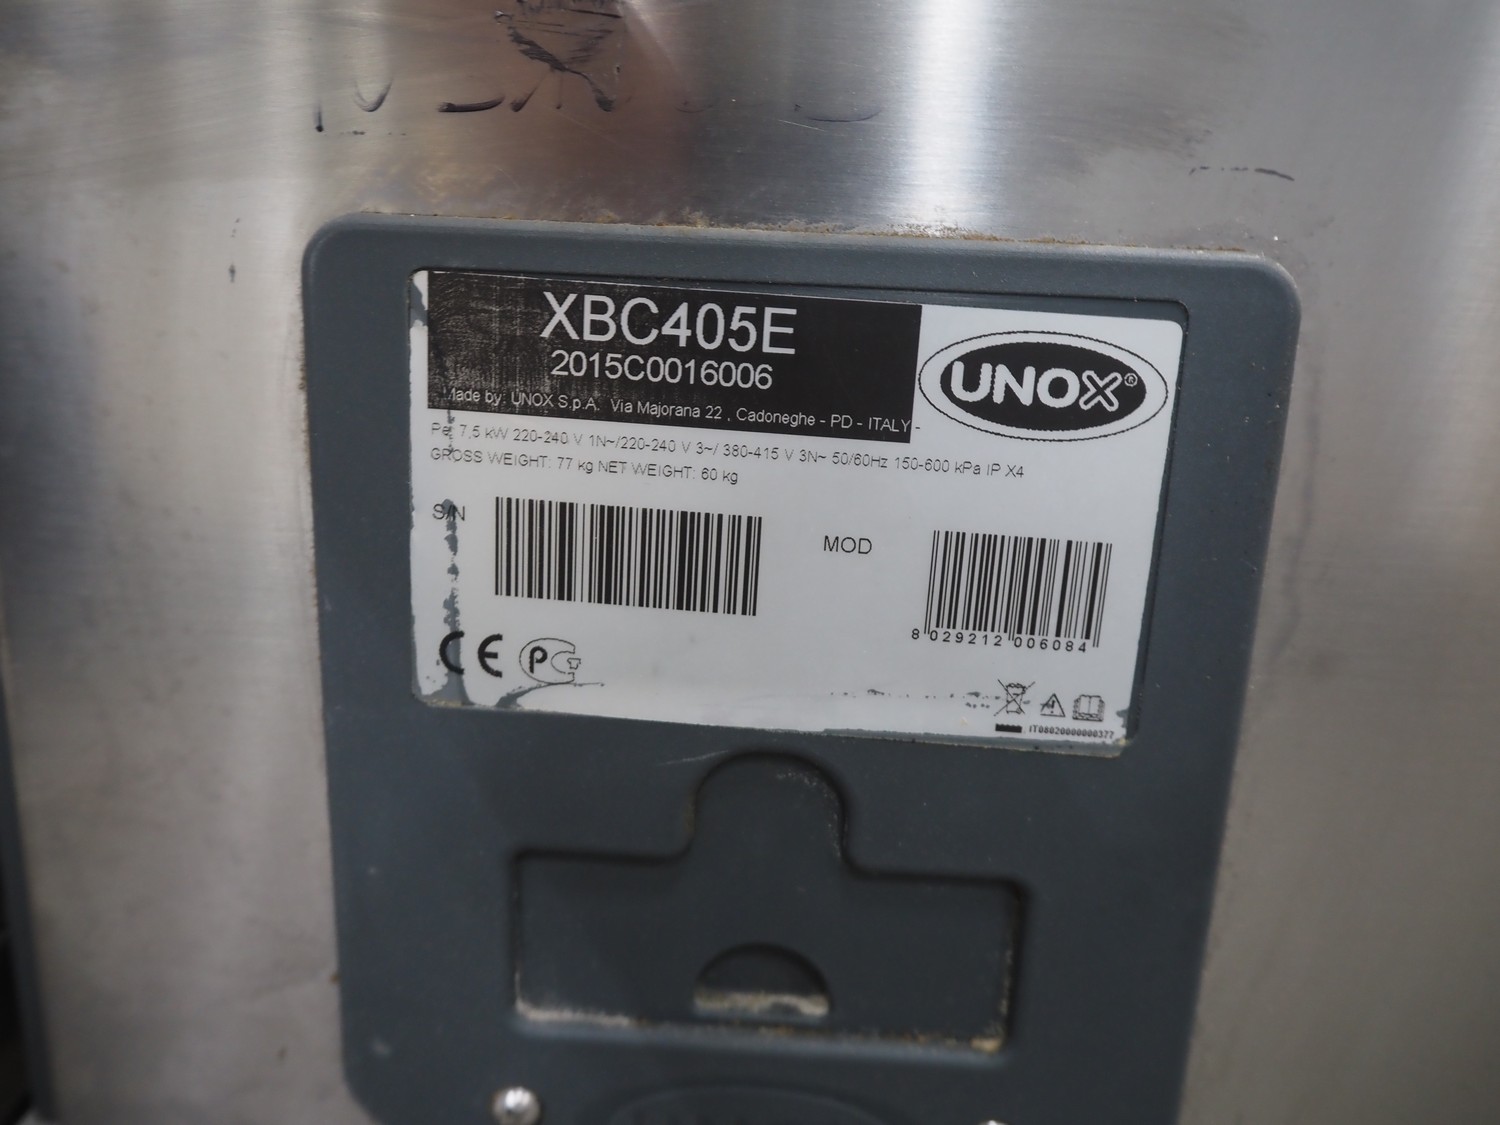 XBC405E
2015C0016006
UNOX®
Made by: UNOX S.p.A. Via Majorana 22 , Cadoneghe - PD - ITALY -
Pe: 7,5 kW 220-240 V 1N~/220-240 V 3~/ 380-415 V 3N~ 50/60Hz 150-600 kPa IP X4
GROSS WEIGHT: 77 kg NET WEIGHT: 60 kg
S/N
MOD
8 029212 006084
CE PG
IT08020000000377